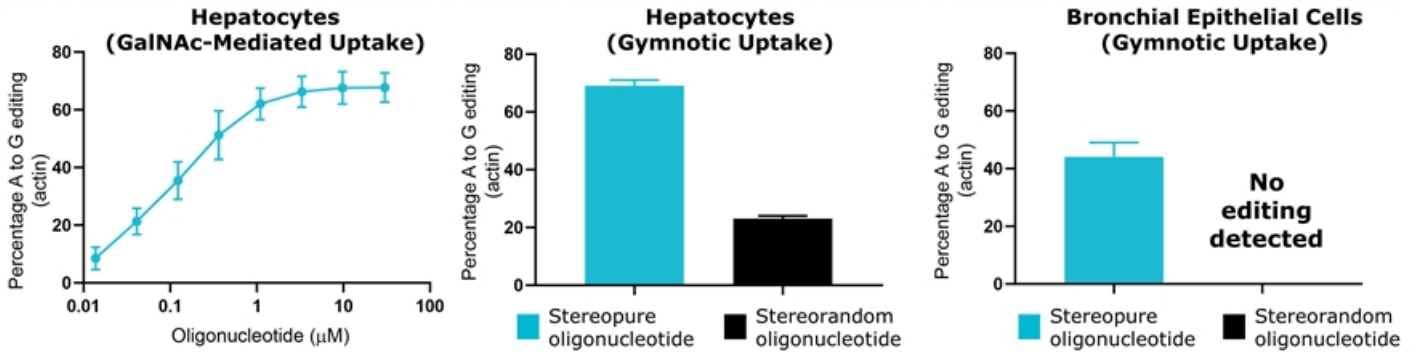 Hepatocytes
(GalNAc-Mediated Uptake)
Percentage A to G editing
(actin)
80
60
40
20
0
0.01
0.1
1
10
100
Oligonucleotide (μM)
Hepatocytes
(Gymnotic Uptake)
Percentage A to G editing
(actin)
80
60
40
20
0
Stereopure
oligonucleotide
Stereorandom
oligonucleotide
Bronchial Epithelial Cells
(Gymnotic Uptake)
Percentage A to G editing
(actin)
80
60
40
20
0
No
editing
detected
Stereopure
oligonucleotide
Stereorandom
oligonucleotide